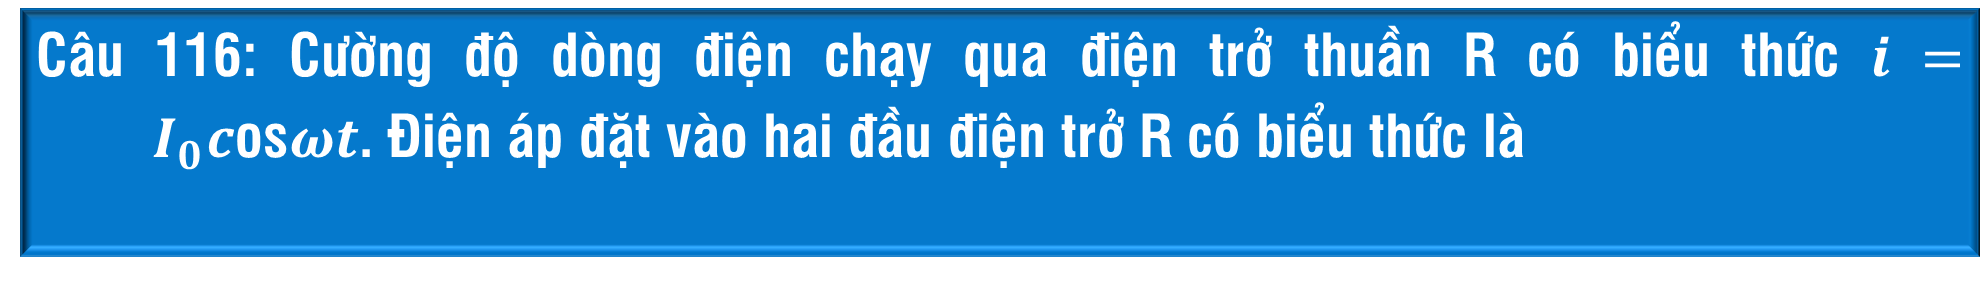 Câu 116: Cường độ dòng điện chạy qua điện trở thuần R có biểu thức i =
I₀cosωt. Điện áp đặt vào hai đầu điện trở R có biểu thức là